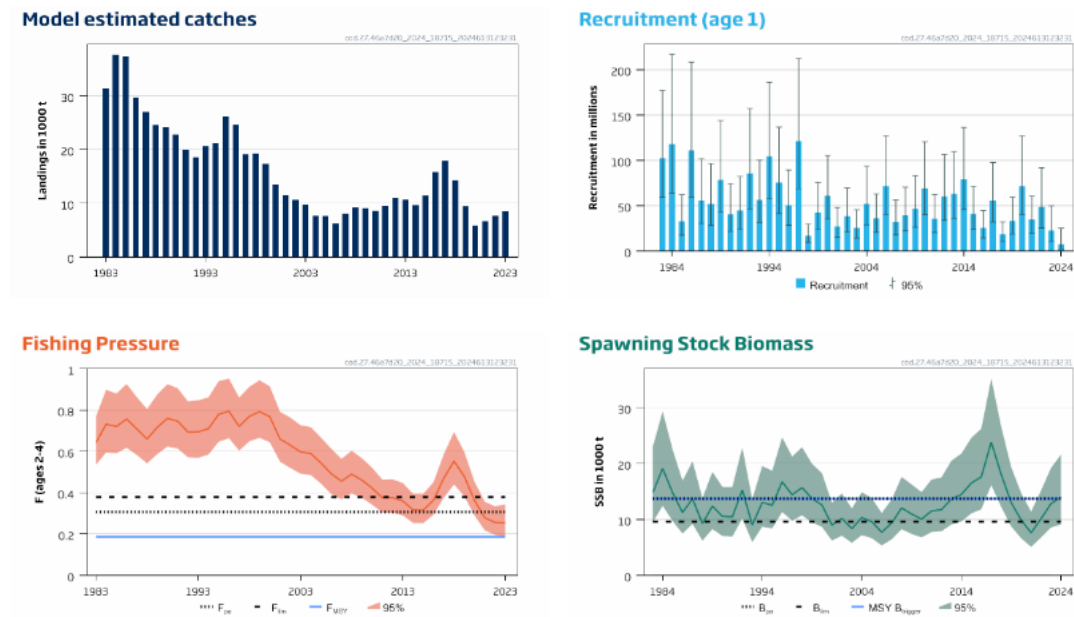 Model estimated catches
cod.27.46a7d20_2024_18715_2024613123231
Landings in 1000 t
30
20
10
0
1983
1993
2003
2013
2023
Recruitment (age 1)
cod.27.46a7d20_2024_18715_2024613123231
Recruitment in millions
200
150
100
50
0
1984
1994
2004
2014
2024
Recruitment
95%
Fishing Pressure
cod.27.46a7d20_2024_18715_2024613123231
F (ages 2-4)
1
0.8
0.6
0.4
0.2
0
1983
1993
2003
2013
2023
Fpa Flim FMSY 95%
Spawning Stock Biomass
cod.27.46a7d20_2024_18715_2024613123231
SSB in 1000 t
30
20
10
0
1984
1994
2004
2014
2024
Bpa Blim MSY Btrigger 95%